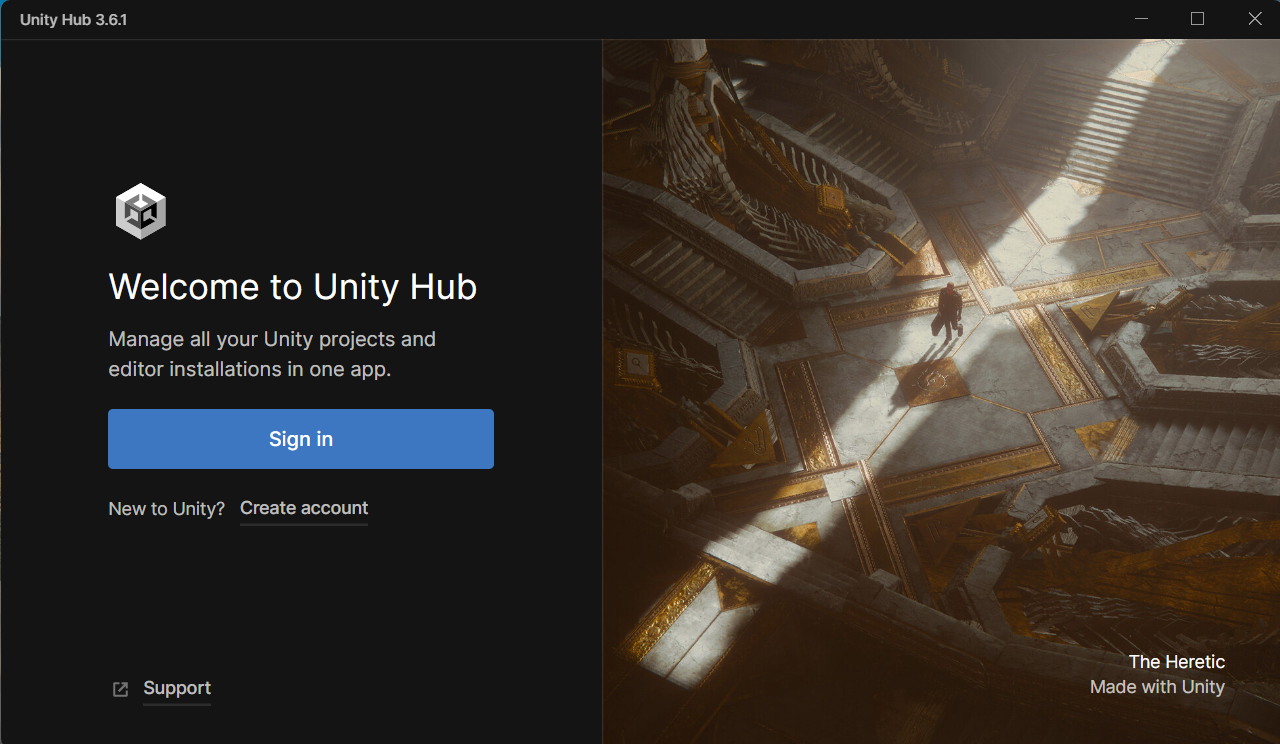 Unity Hub 3.6.1
Welcome to Unity Hub
Manage all your Unity projects and
editor installations in one app.
Sign in
New to Unity? Create account
Support
The Heretic
Made with Unity